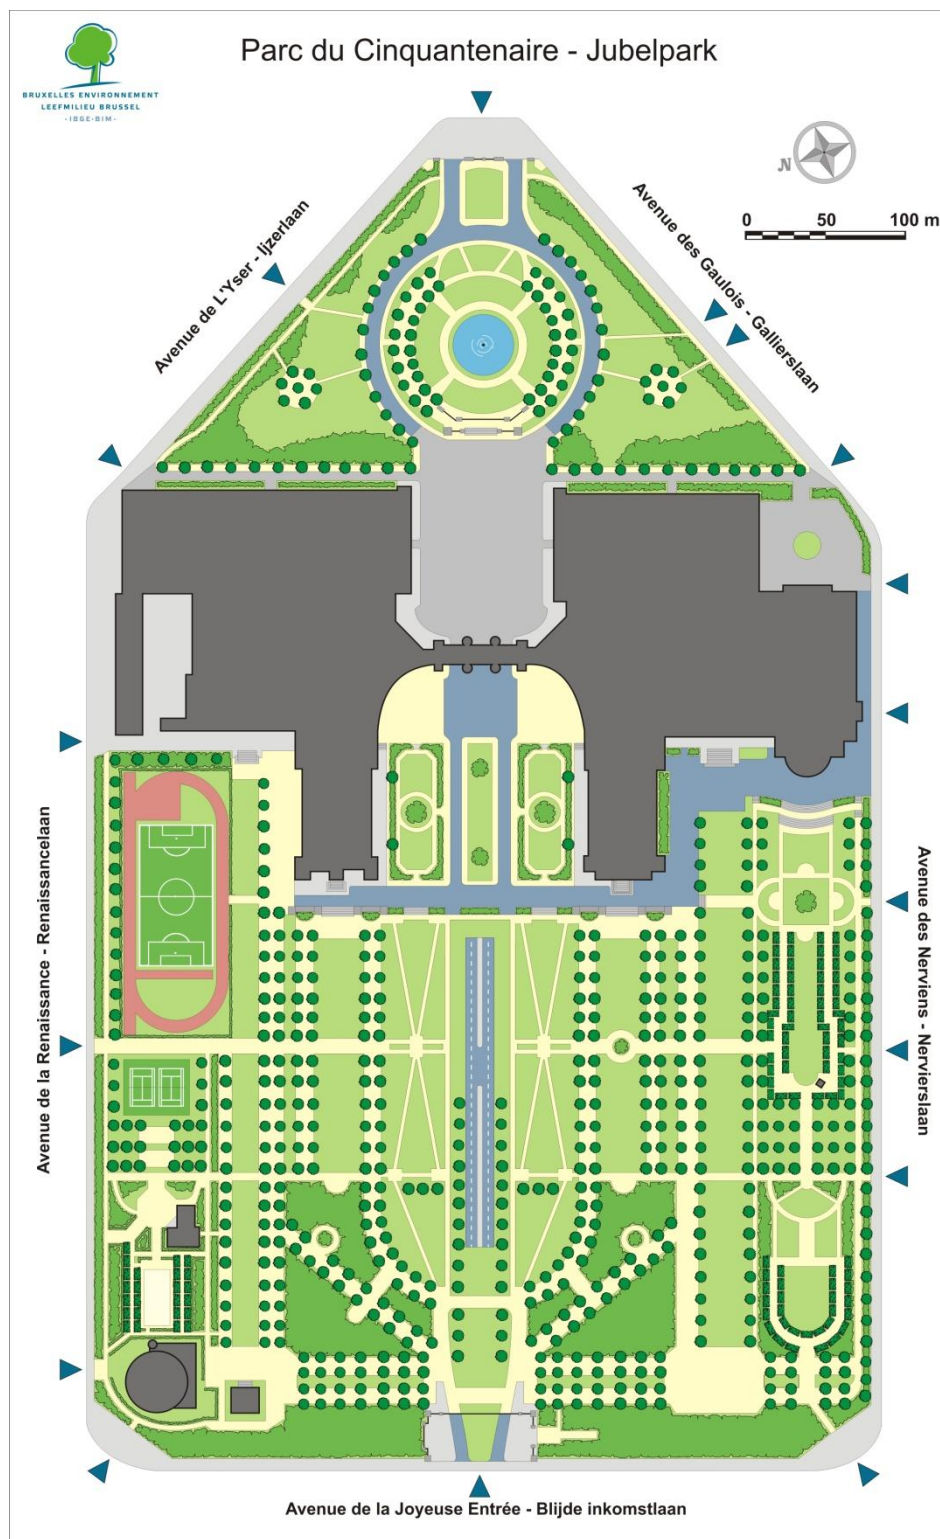 Parc du Cinquantenaire - Jubelpark
BRUXELLES ENVIRONNEMENT
LEEFMILIEU BRUSSEL
-IBGE-BIM-
N
0 50 100 m
Avenue de L'Yser - Ijzerlaan
Avenue des Gaulois - Gallierslaan
Avenue de la Renaissance - Renaissancelaan
Avenue des Nerviens - Nervierslaan
Avenue de la Joyeuse Entrée - Blijde inkomstlaan